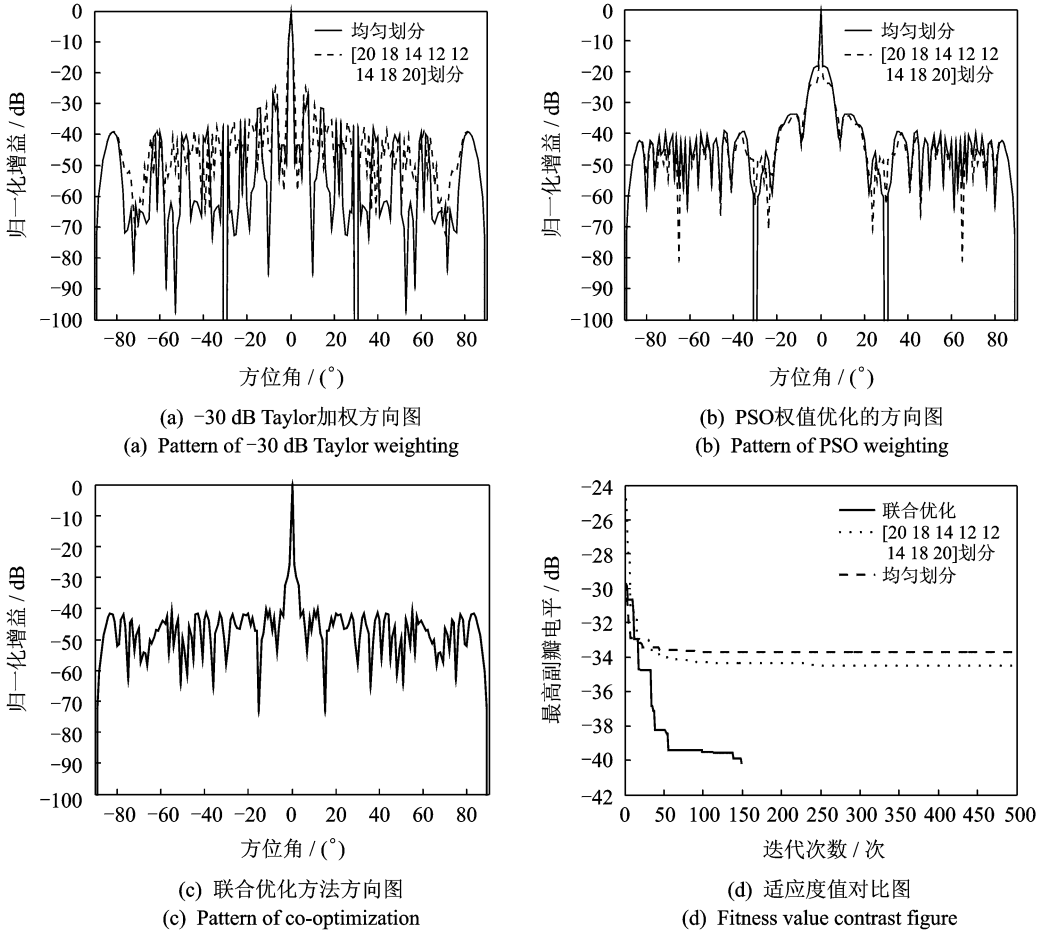 0
−10
−20
−30
−40
−50
−60
−70
−80
−90
−100
归一化增益 / dB
均匀划分
[20 18 14 12 12
14 18 20]划分
−80 −60 −40 −20 0 20 40 60 80
方位角 / (°)
(a) −30 dB Taylor加权方向图
(a) Pattern of −30 dB Taylor weighting
0
−10
−20
−30
−40
−50
−60
−70
−80
−90
−100
归一化增益 / dB
均匀划分
[20 18 14 12 12
14 18 20]划分
−80 −60 −40 −20 0 20 40 60 80
方位角 / (°)
(b) PSO权值优化的方向图
(b) Pattern of PSO weighting
0
−10
−20
−30
−40
−50
−60
−70
−80
−90
−100
归一化增益 / dB
−80 −60 −40 −20 0 20 40 60 80
方位角 / (°)
(c) 联合优化方法方向图
(c) Pattern of co-optimization
−24
−26
−28
−30
−32
−34
−36
−38
−40
−42
最高副瓣电平 / dB
联合优化
[20 18 14 12 12
14 18 20]划分
均匀划分
0 50 100 150 200 250 300 350 400 450 500
迭代次数 / 次
(d) 适应度值对比图
(d) Fitness value contrast figure